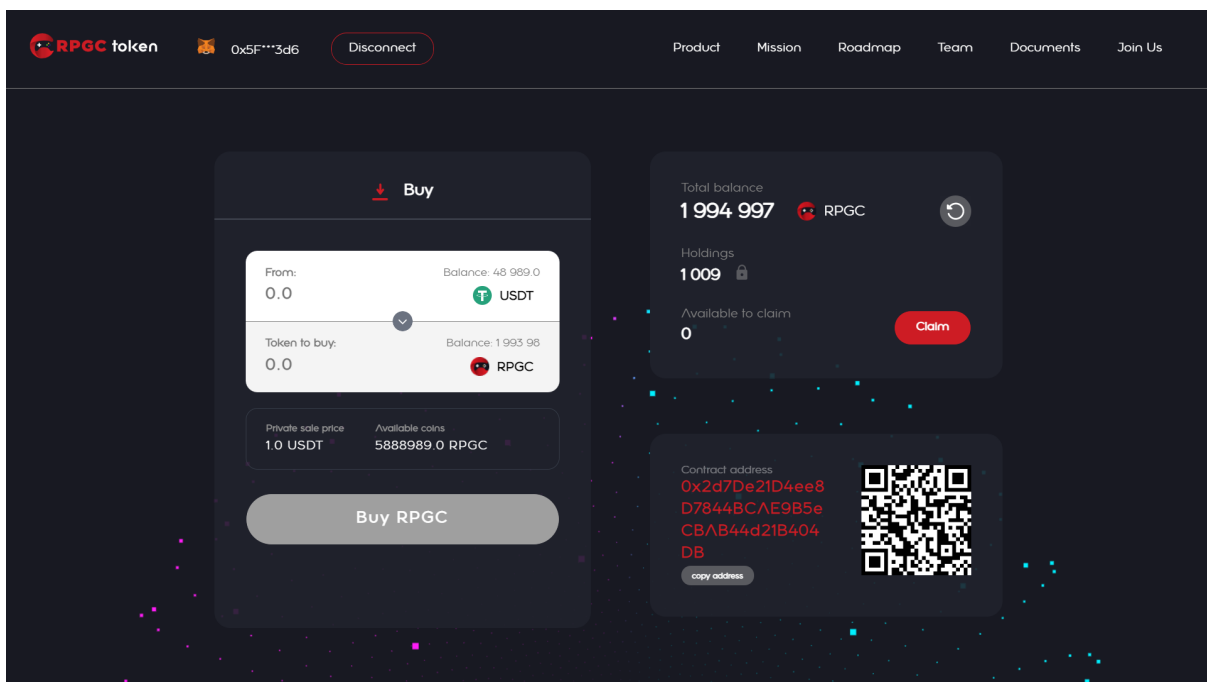 RPGC token
0x5F***3d6
Disconnect
Product
Mission
Roadmap
Team
Documents
Join Us
Buy
From:
Balance: 48 989.0
0.0
USDT
Token to buy:
Balance: 1 993 98
0.0
RPGC
Private sale price
Available coins
1.0 USDT
5888989.0 RPGC
Buy RPGC
Total balance
1 994 997
RPGC
Holdings
1 009
Available to claim
0
Claim
Contract address
0x2d7De21D4ee8
D7844BCAE9B5e
CBAB44d21B404
DB
copy address